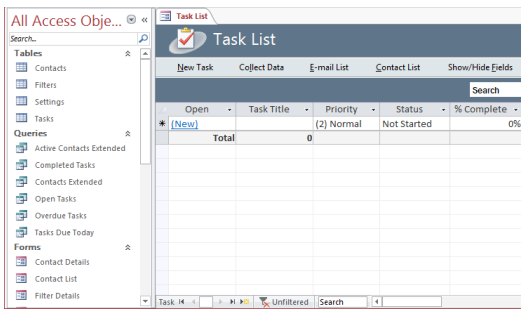 All Access Obje...
Search...
Tables
Contacts
Filters
Settings
Tasks
Queries
Active Contacts Extended
Completed Tasks
Contacts Extended
Open Tasks
Overdue Tasks
Tasks Due Today
Forms
Contact Details
Contact List
Filter Details
Task List
Task List
New Task Collect Data E-mail List Contact List Show/Hide Fields
Search
Open Task Title Priority Status % Complete
(New) (2) Normal Not Started 0%
Total 0
Task Unfiltered Search